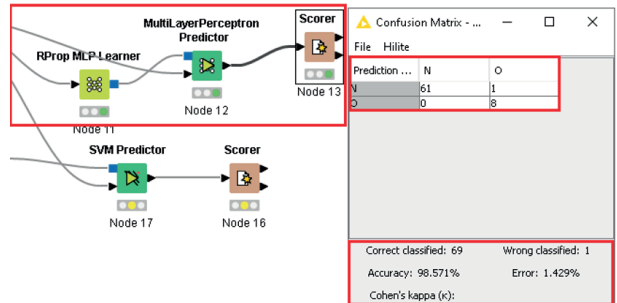 MultiLayerPerceptron
Predictor
Scorer
RProp MLP Learner
Node 13
Node 12
Node 11
SVM Predictor
Scorer
Node 17
Node 16
Confusion Matrix - ...
File Hilite
Prediction ... N O
N 61 1
O 0 8
Correct classified: 69 Wrong classified: 1
Accuracy: 98.571% Error: 1.429%
Cohen's kappa (κ):